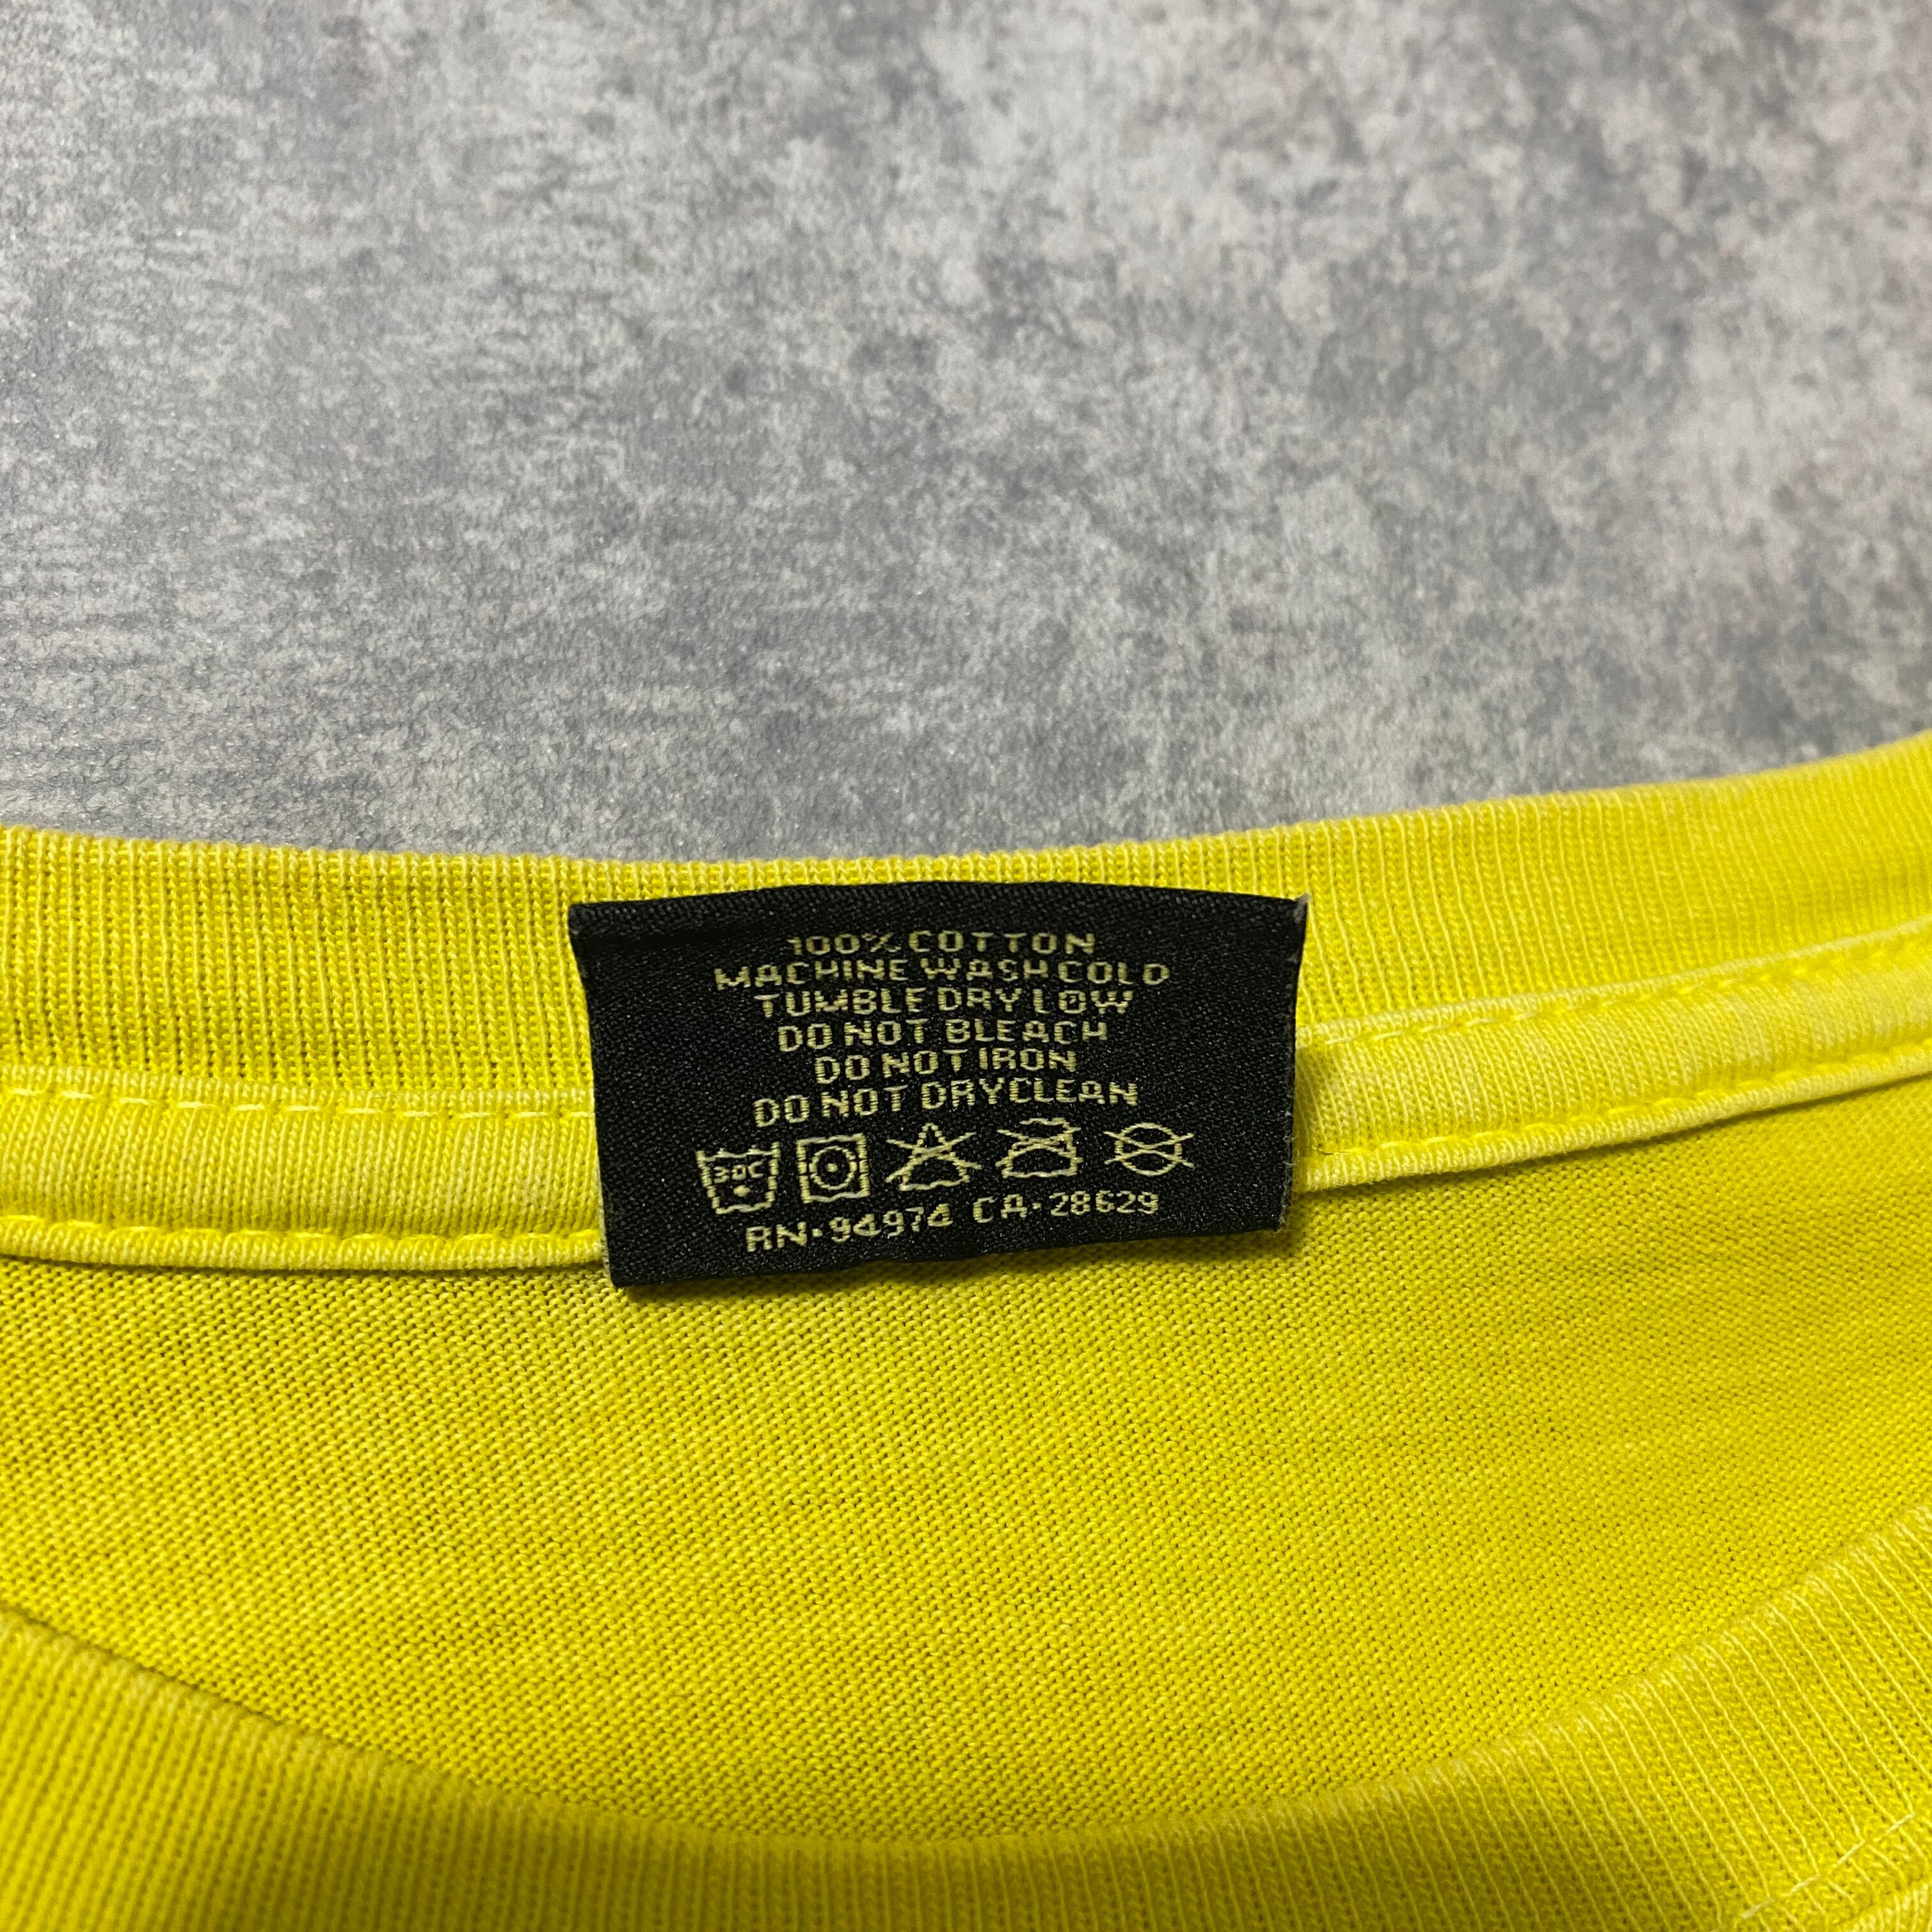 100% COTTON
MACHINE WASH COLD
TUMBLE DRY LOW
DO NOT BLEACH
DO NOT IRON
DO NOT DRYCLEAN
30C
RN·94974 CA·28629